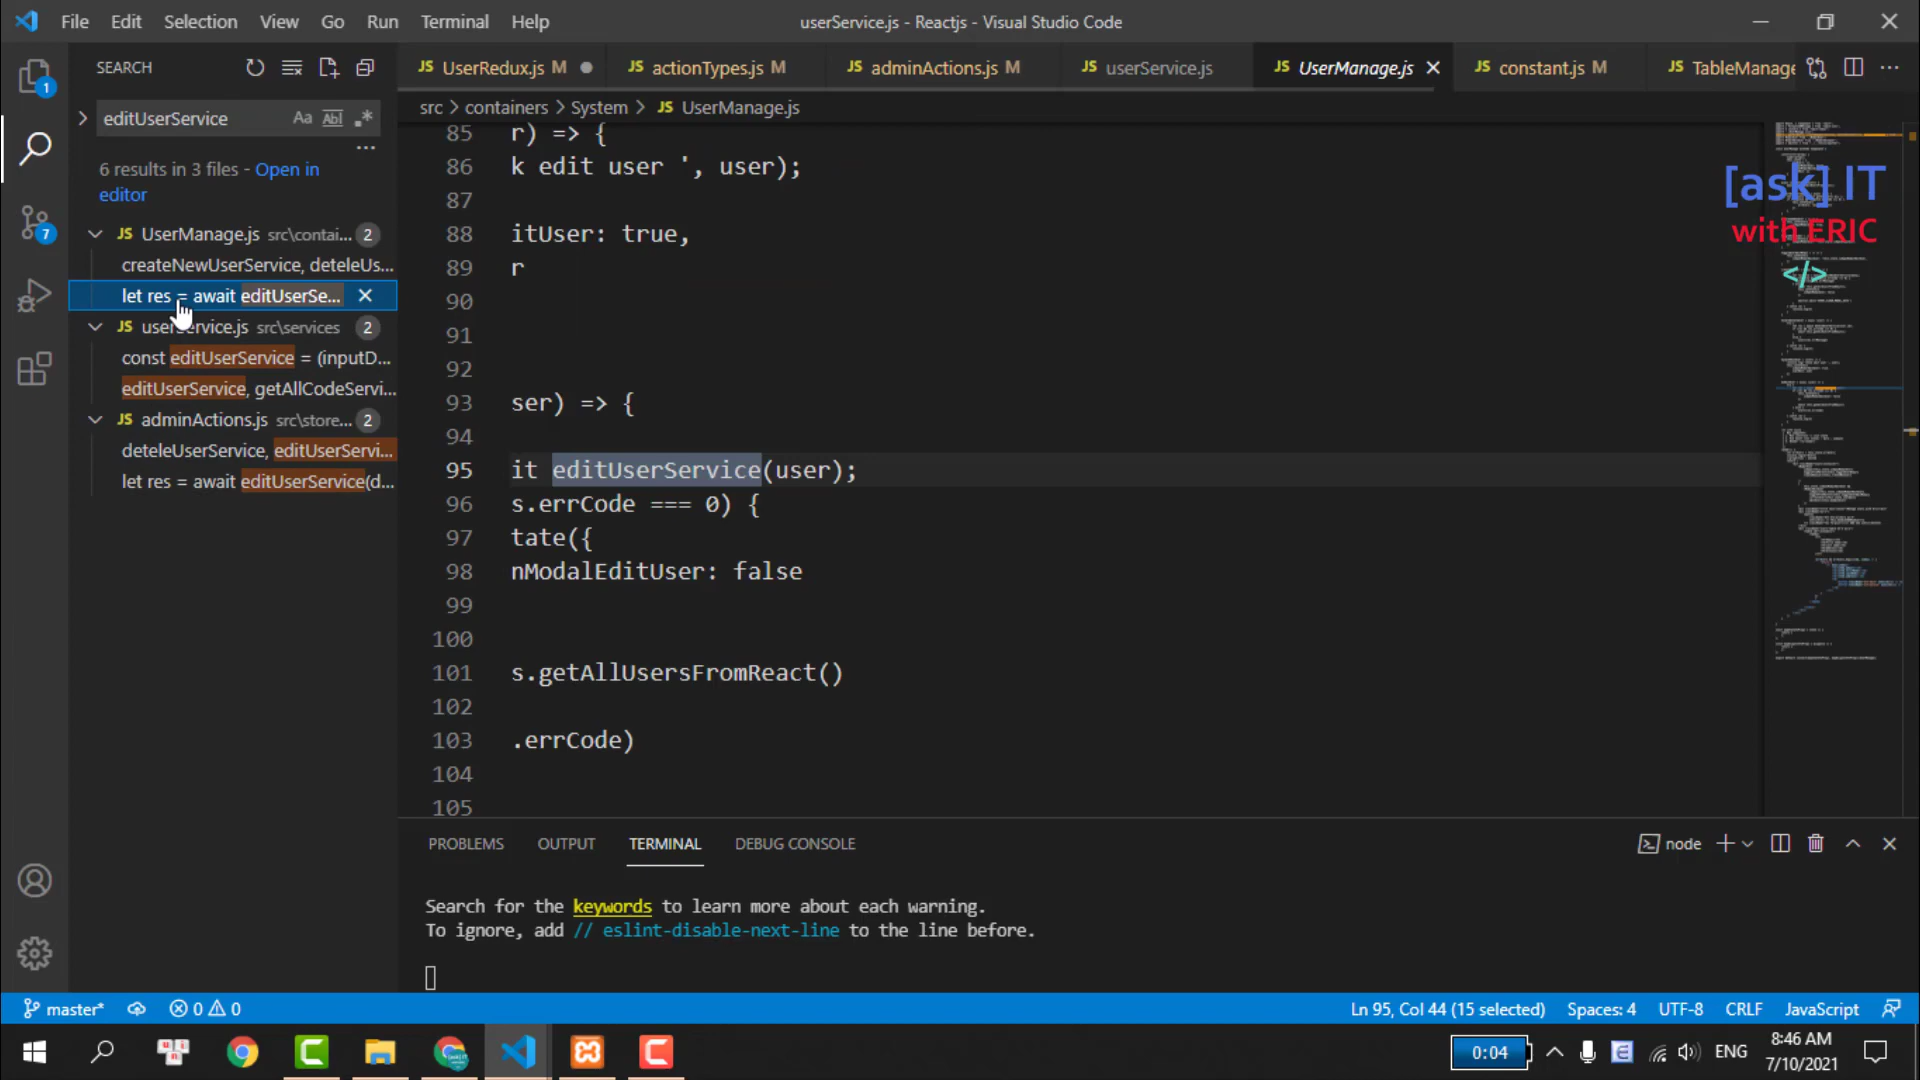 File Edit Selection View Go Run Terminal Help
userService.js - Reactjs - Visual Studio Code
SEARCH
editUserService
Aa Abl .*
6 results in 3 files - Open in
editor
JS UserManage.js src\contai... 2
createNewUserService, deteleUs...
let res = await editUserSe...
JS userService.js src\services 2
const editUserService = (inputD...
editUserService, getAllCodeServi...
JS adminActions.js src\store... 2
deteleUserService, editUserServi...
let res = await editUserService(d...
JS UserRedux.js M
JS actionTypes.js M
JS adminActions.js M
JS userService.js
JS UserManage.js
JS constant.js M
JS TableManage
src > containers > System > JS UserManage.js
85 r) => {
86 k edit user ', user);
87
88 itUser: true,
89 r
90
91
92
93 ser) => {
94
95 it editUserService(user);
96 s.errCode === 0) {
97 tate({
98 nModalEditUser: false
99
100
101 s.getAllUsersFromReact()
102
103 .errCode)
104
105
[ask] IT
with ERIC
</>
PROBLEMS OUTPUT TERMINAL DEBUG CONSOLE
node
Search for the keywords to learn more about each warning.
To ignore, add // eslint-disable-next-line to the line before.
1
7
master* 0 0
Ln 95, Col 44 (15 selected) Spaces: 4 UTF-8 CRLF JavaScript
0:04
ENG
8:46 AM
7/10/2021